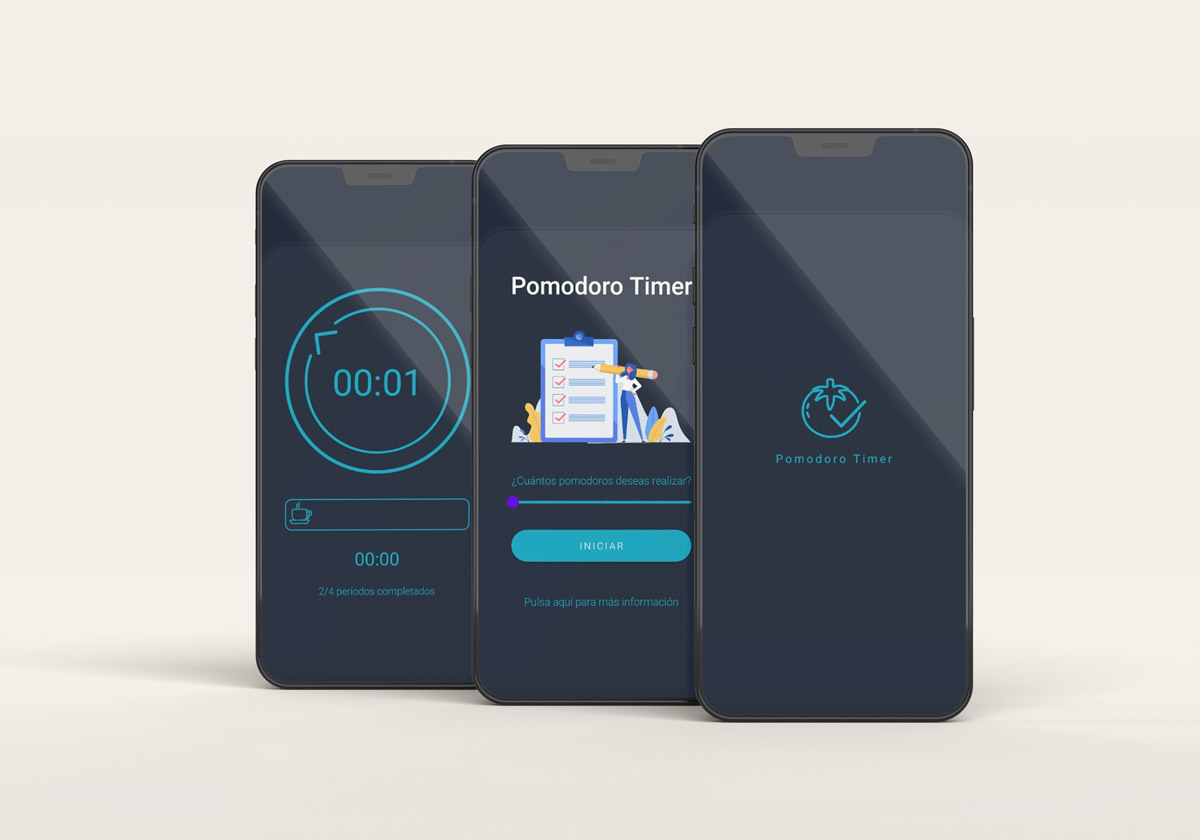 00:01
00:00
2/4 períodos completados
Pomodoro Timer
¿Cuántos pomodoros deseas realizar?
INICIAR
Pulsa aquí para más información
Pomodoro Timer